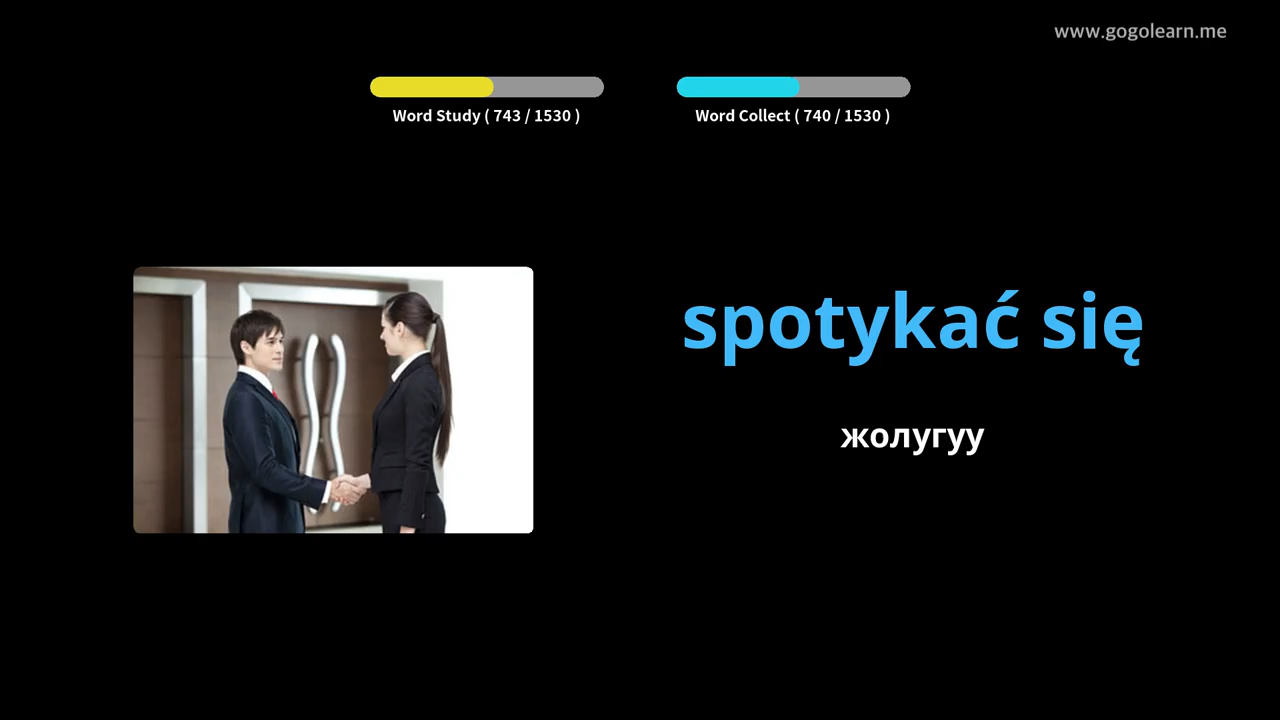 www.gogolearn.me
Word Study ( 743 / 1530 )
Word Collect ( 740 / 1530 )
spotykać się
жолугуу